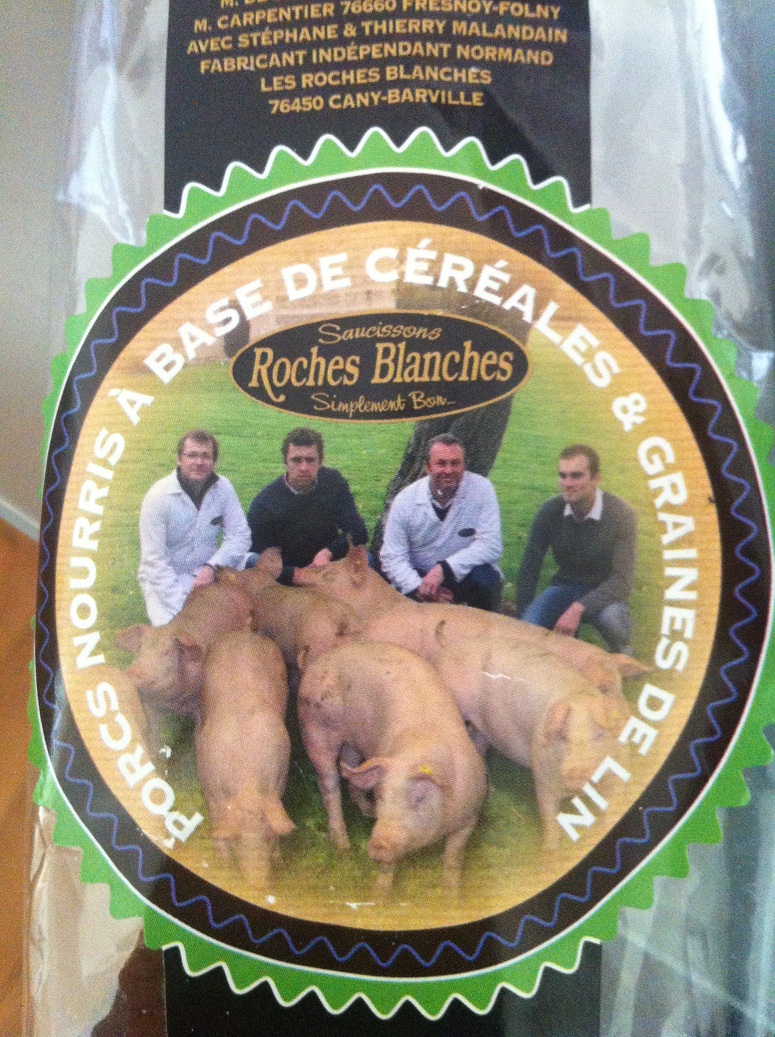 M. CARPENTIER 76660 FRESNOY-FOLNY
AVEC STÉPHANE & THIERRY MALANDAIN
FABRICANT INDÉPENDANT NORMAND
LES ROCHES BLANCHES
76450 CANY-BARVILLE
PORCS NOURRIS À BASE DE CÉRÉALES & GRAINES DE LIN
Saucissons
Roches Blanches
Simplement Bon...